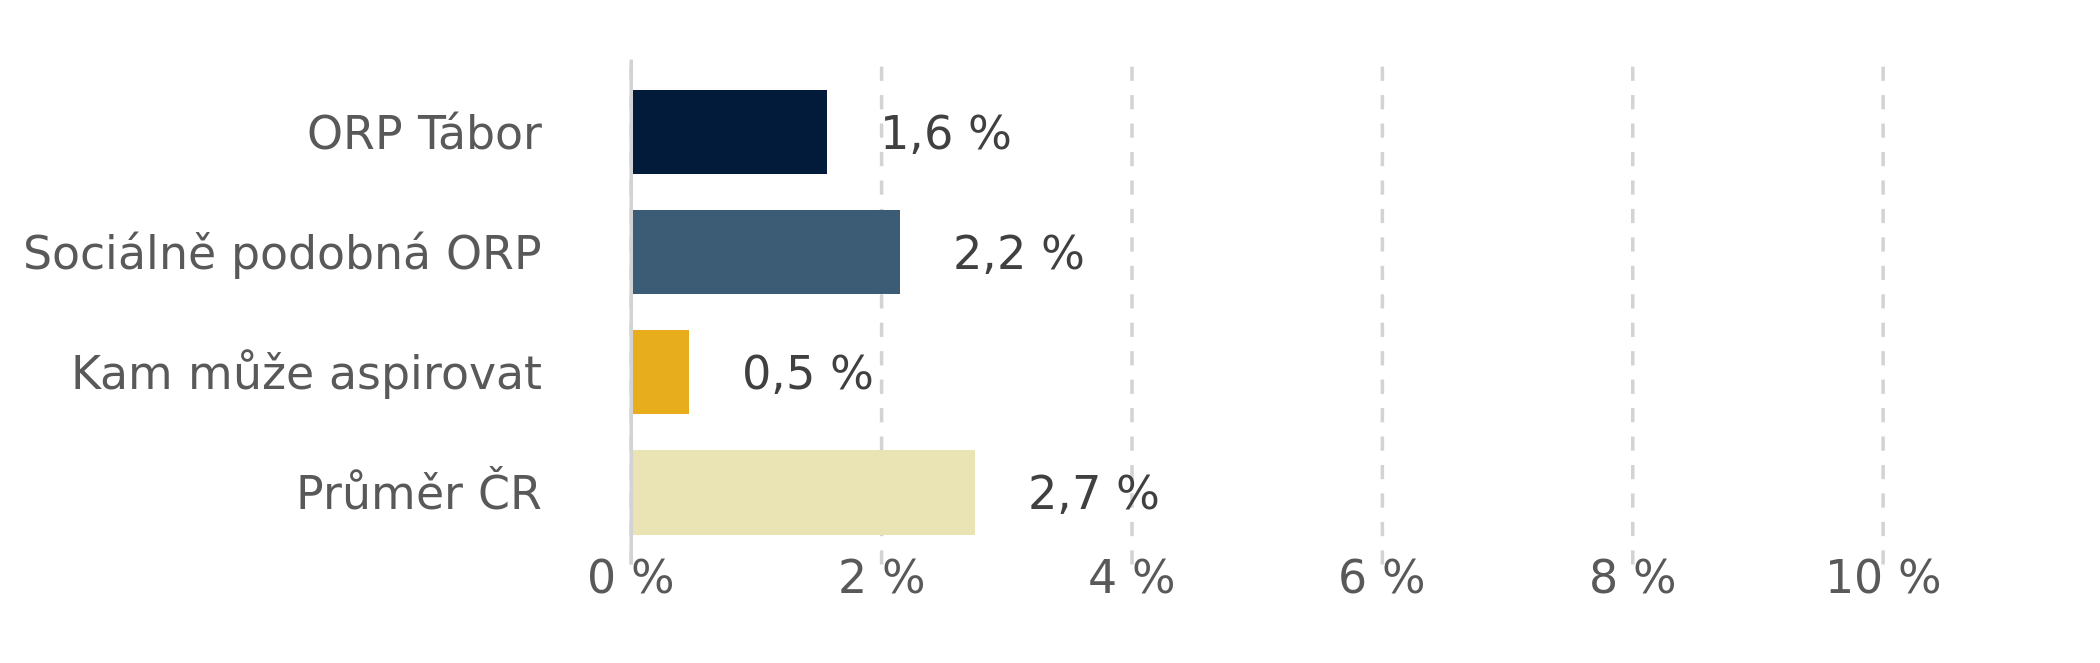 ORP Tábor 1,6 %
Sociálně podobná ORP 2,2 %
Kam může aspirovat 0,5 %
Průměr ČR 2,7 %
0 % 2 % 4 % 6 % 8 % 10 %